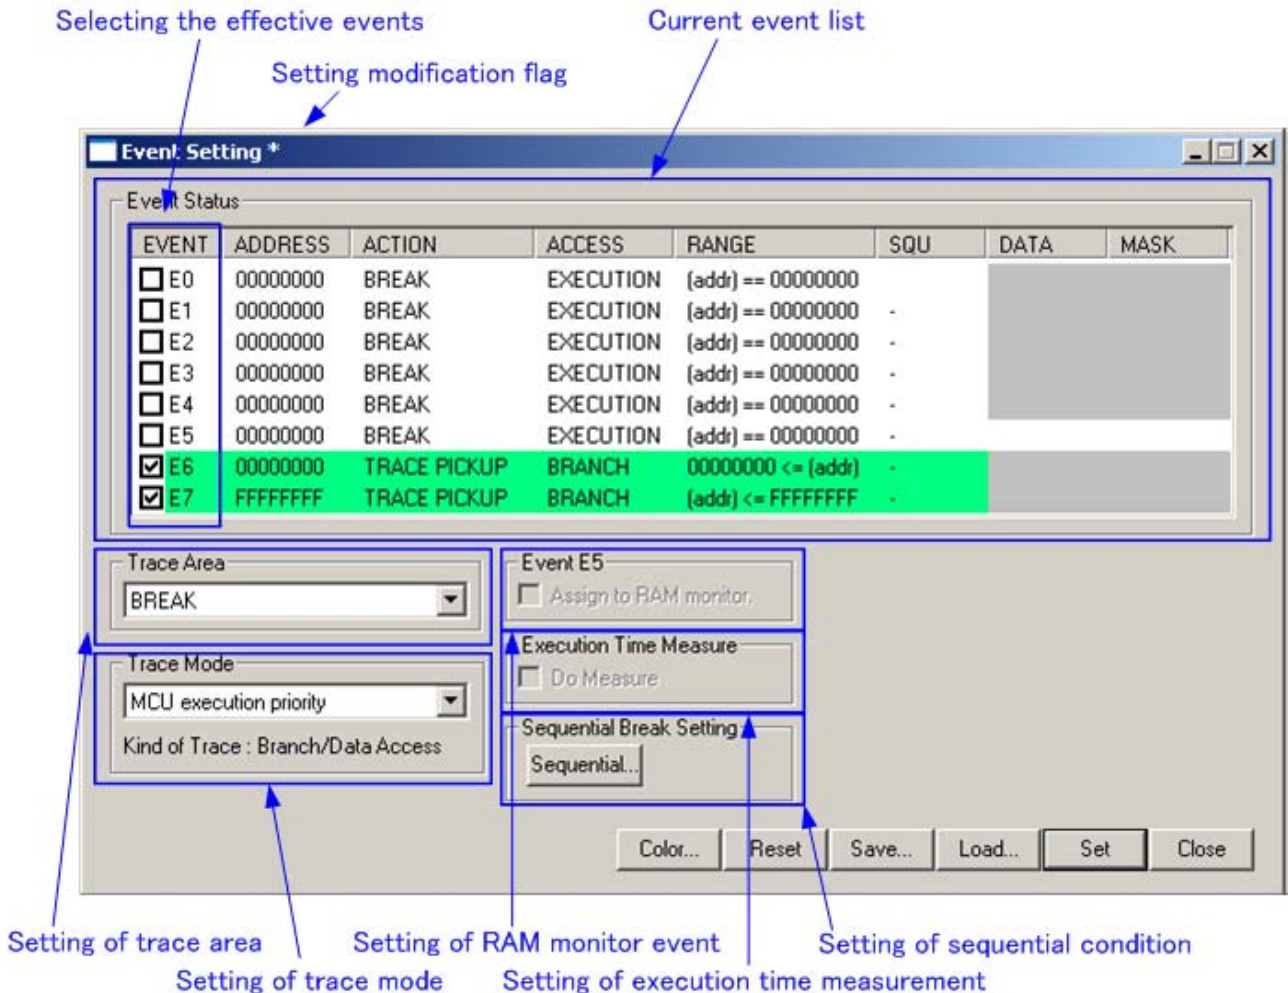 Selecting the effective events
Current event list
Setting modification flag
Event Setting *
Event Status
EVENT ADDRESS ACTION ACCESS RANGE SQU DATA MASK
E0 00000000 BREAK EXECUTION (addr) == 00000000
E1 00000000 BREAK EXECUTION (addr) == 00000000 -
E2 00000000 BREAK EXECUTION (addr) == 00000000 -
E3 00000000 BREAK EXECUTION (addr) == 00000000 -
E4 00000000 BREAK EXECUTION (addr) == 00000000 -
E5 00000000 BREAK EXECUTION (addr) == 00000000 -
E6 00000000 TRACE PICKUP BRANCH 00000000 <= (addr) -
E7 FFFFFFFF TRACE PICKUP BRANCH (addr) <= FFFFFFFF -
Trace Area
BREAK
Event E5
Assign to RAM monitor.
Trace Mode
MCU execution priority
Kind of Trace : Branch/Data Access
Execution Time Measure
Do Measure
Sequential Break Setting
Sequential...
Color... Reset Save... Load... Set Close
Setting of trace area
Setting of RAM monitor event
Setting of sequential condition
Setting of trace mode
Setting of execution time measurement